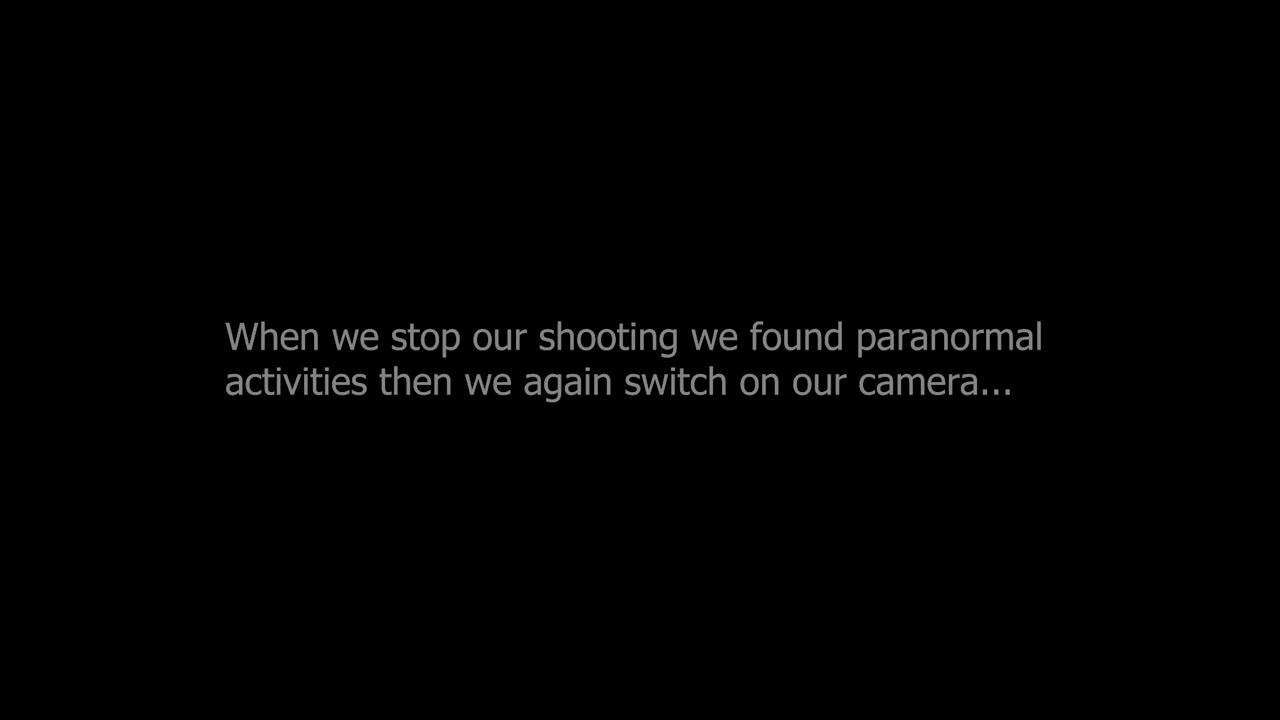 When we stop our shooting we found paranormal
activities then we again switch on our camera...